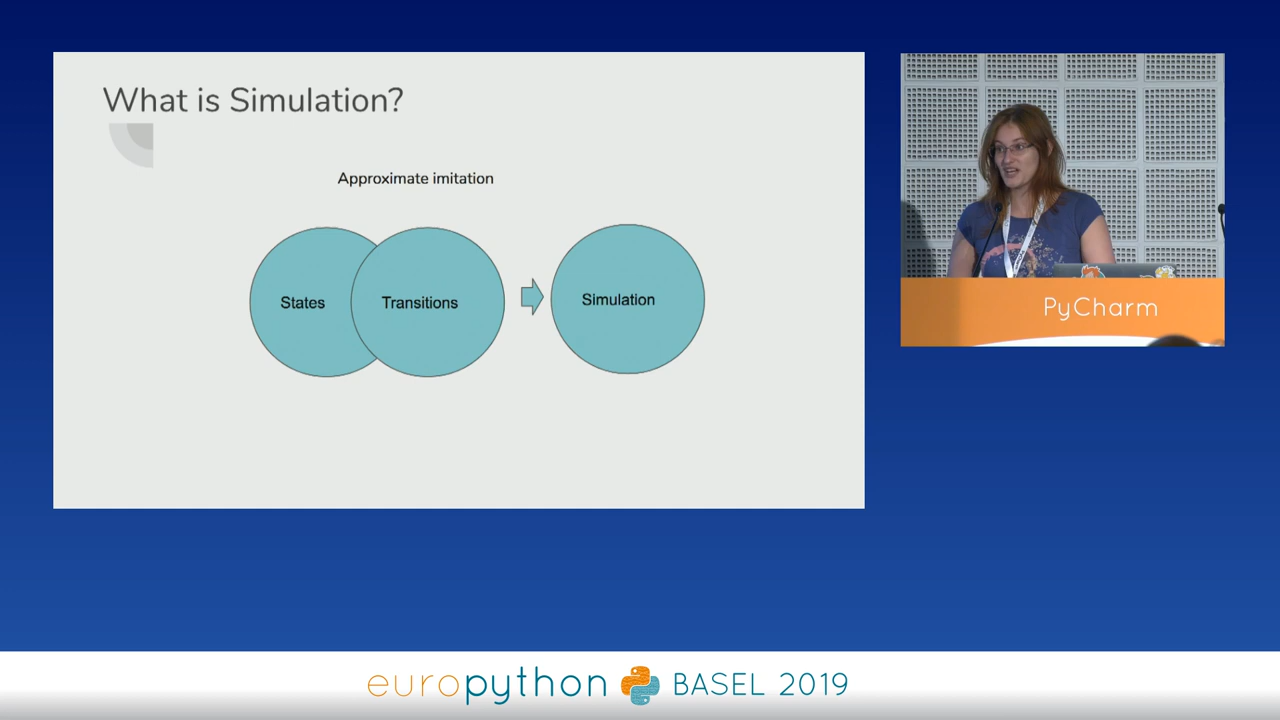 What is Simulation?
Approximate imitation
States
Transitions
Simulation
PyCharm
europython BASEL 2019